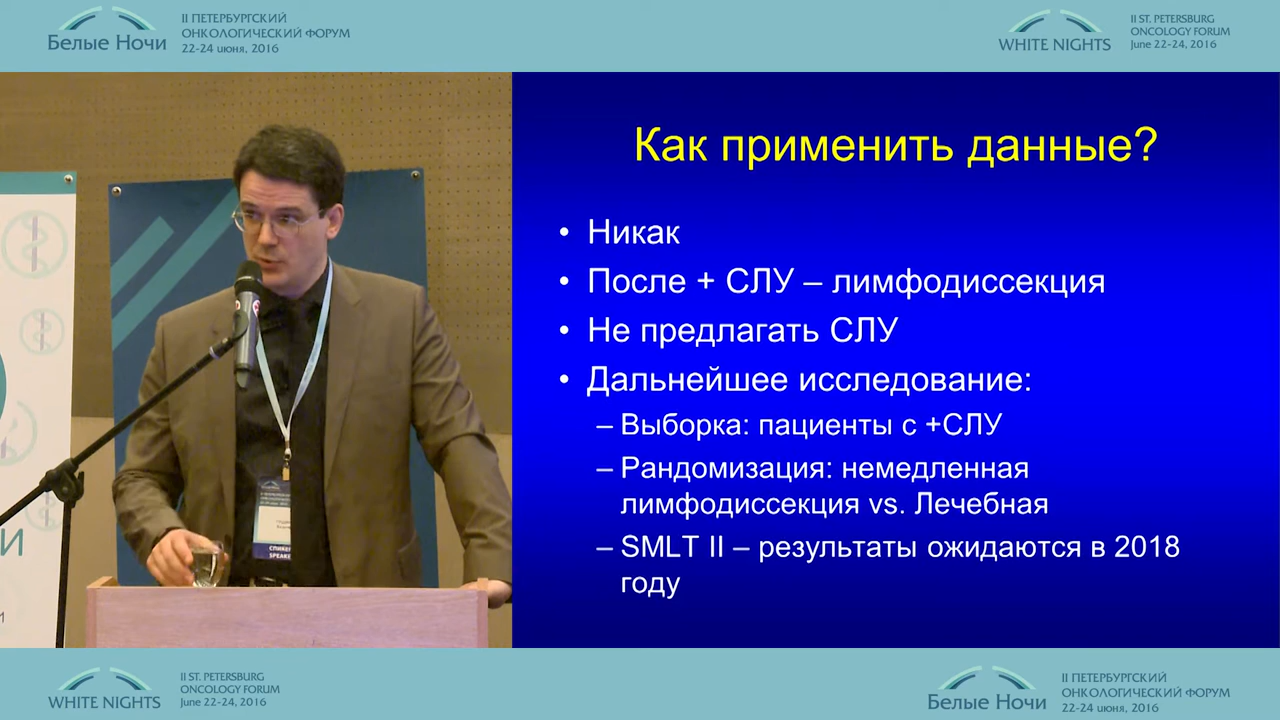 Белые Ночи
II ПЕТЕРБУРГСКИЙ
ОНКОЛОГИЧЕСКИЙ ФОРУМ
22-24 июня, 2016
WHITE NIGHTS
II ST. PETERSBURG
ONCOLOGY FORUM
June 22-24, 2016
Как применить данные?
• Никак
• После + СЛУ – лимфодиссекция
• Не предлагать СЛУ
• Дальнейшее исследование:
– Выборка: пациенты с +СЛУ
– Рандомизация: немедленная
лимфодиссекция vs. Лечебная
– SMLT II – результаты ожидаются в 2018
году
СПИКЕР
SPEAKER
WHITE NIGHTS
II ST. PETERSBURG
ONCOLOGY FORUM
June 22-24, 2016
Белые Ночи
II ПЕТЕРБУРГСКИЙ
ОНКОЛОГИЧЕСКИЙ ФОРУМ
22-24 июня, 2016